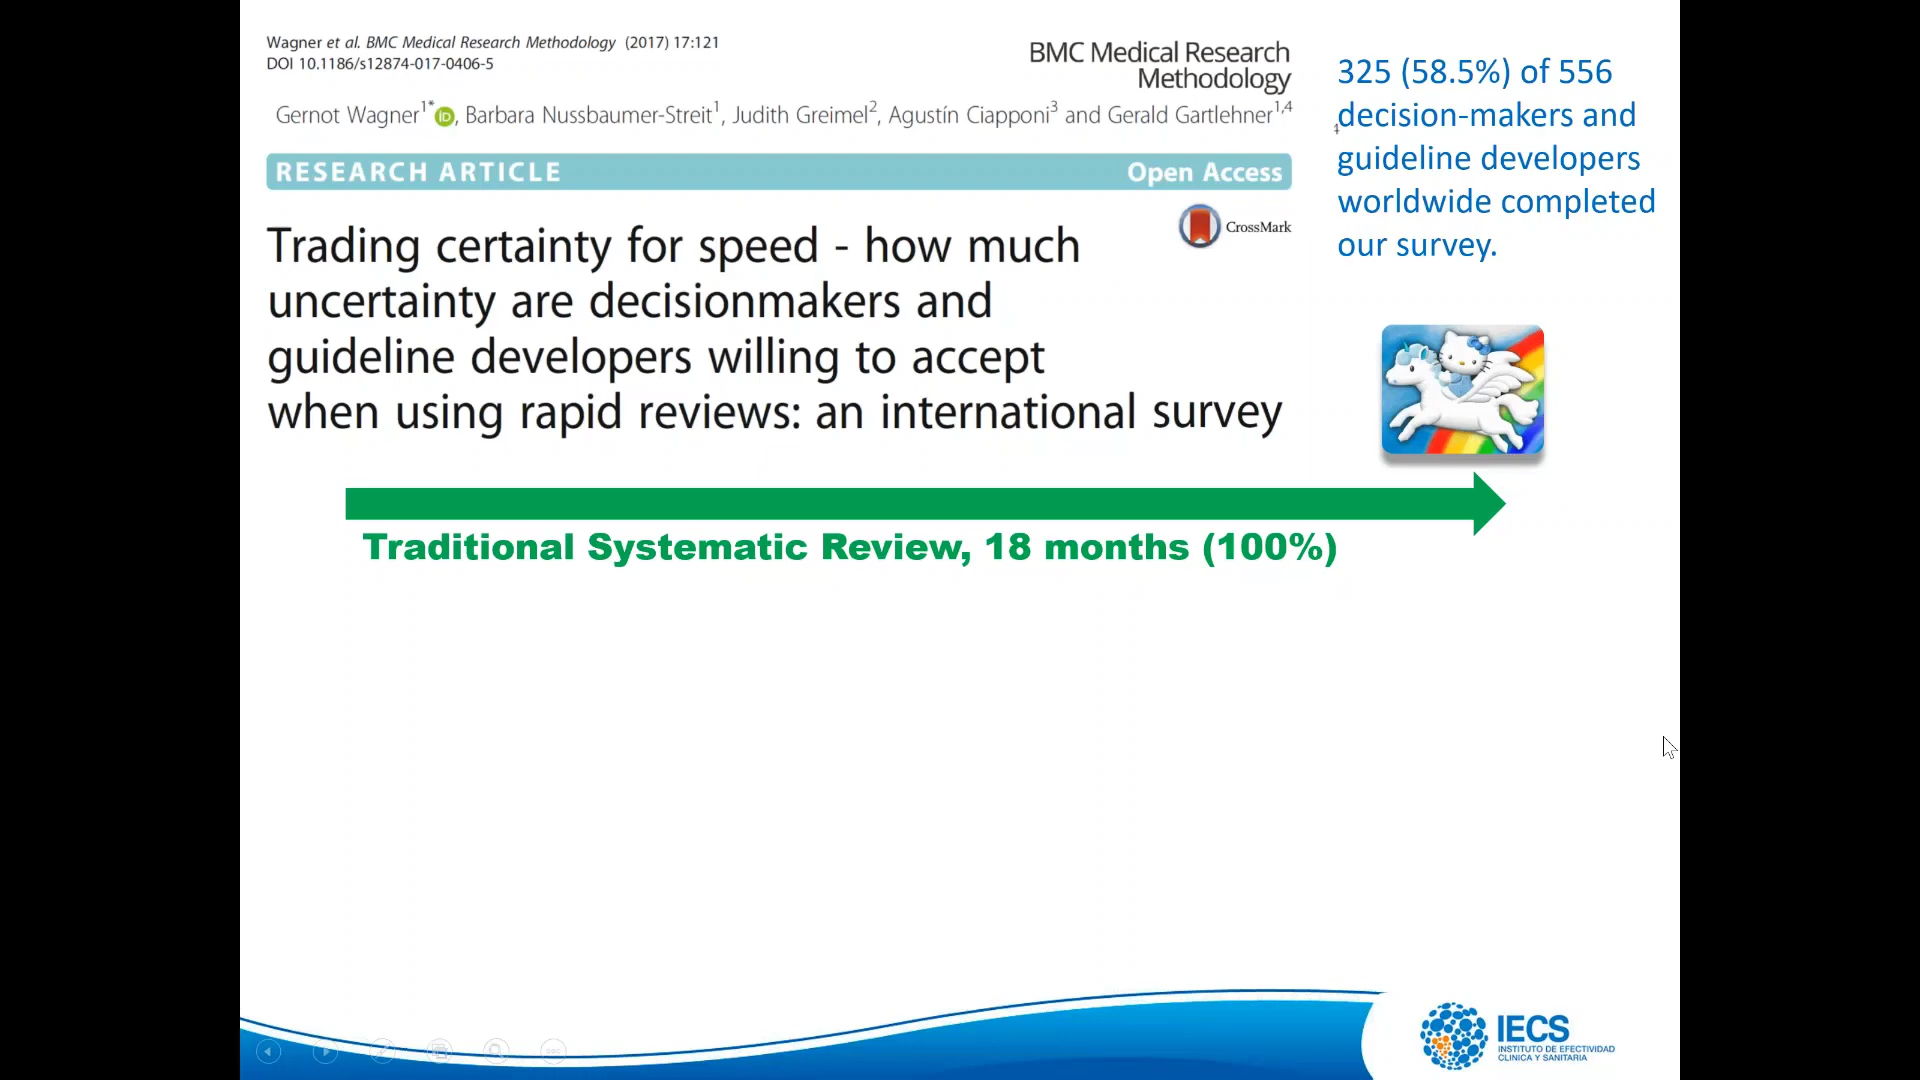 Wagner et al. BMC Medical Research Methodology (2017) 17:121
DOI 10.1186/s12874-017-0406-5
BMC Medical Research
Methodology
Gernot Wagner1*, Barbara Nussbaumer-Streit1, Judith Greimel2, Agustín Ciapponi3 and Gerald Gartlehner1,4
RESEARCH ARTICLE
Open Access
CrossMark
Trading certainty for speed - how much
uncertainty are decisionmakers and
guideline developers willing to accept
when using rapid reviews: an international survey
325 (58.5%) of 556
decision-makers and
guideline developers
worldwide completed
our survey.
Traditional Systematic Review, 18 months (100%)
IECS
INSTITUTO DE EFECTIVIDAD
CLINICA Y SANITARIA